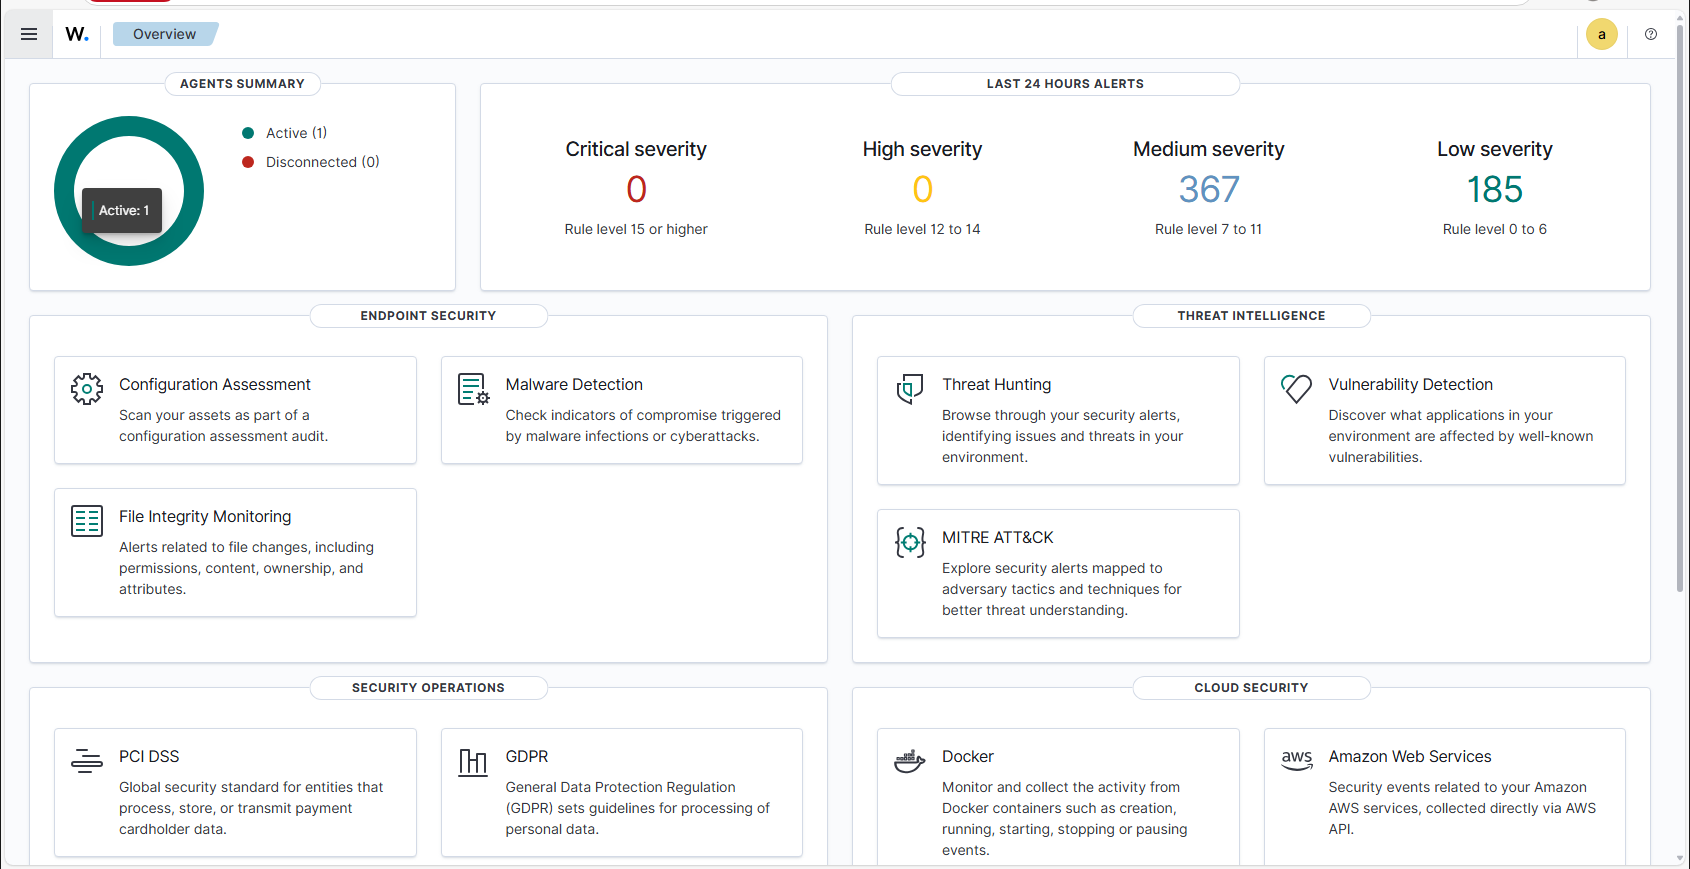 W.
Overview
a
AGENTS SUMMARY
Active (1)
Disconnected (0)
Active: 1
LAST 24 HOURS ALERTS
Critical severity
0
Rule level 15 or higher
High severity
0
Rule level 12 to 14
Medium severity
367
Rule level 7 to 11
Low severity
185
Rule level 0 to 6
ENDPOINT SECURITY
Configuration Assessment
Scan your assets as part of a
configuration assessment audit.
Malware Detection
Check indicators of compromise triggered
by malware infections or cyberattacks.
File Integrity Monitoring
Alerts related to file changes, including
permissions, content, ownership, and
attributes.
THREAT INTELLIGENCE
Threat Hunting
Browse through your security alerts,
identifying issues and threats in your
environment.
Vulnerability Detection
Discover what applications in your
environment are affected by well-known
vulnerabilities.
MITRE ATT&CK
Explore security alerts mapped to
adversary tactics and techniques for
better threat understanding.
SECURITY OPERATIONS
PCI DSS
Global security standard for entities that
process, store, or transmit payment
cardholder data.
GDPR
General Data Protection Regulation
(GDPR) sets guidelines for processing of
personal data.
CLOUD SECURITY
Docker
Monitor and collect the activity from
Docker containers such as creation,
running, starting, stopping or pausing
events.
aws
Amazon Web Services
Security events related to your Amazon
AWS services, collected directly via AWS
API.